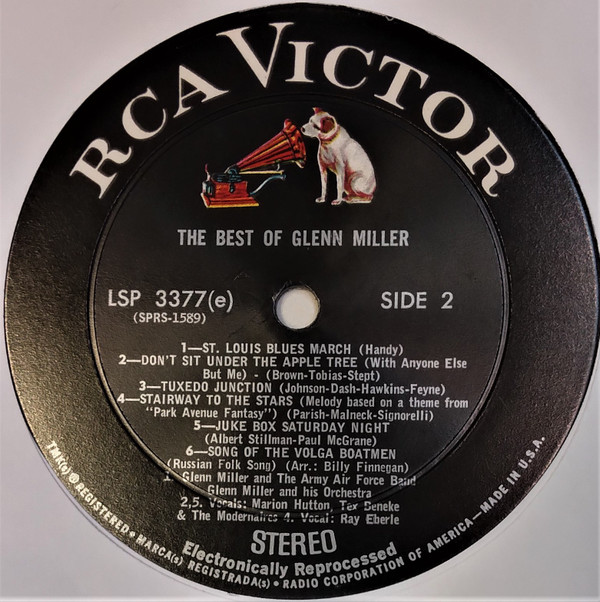 RCA VICTOR
THE BEST OF GLENN MILLER
LSP 3377(e)
(SPRS-1589)
SIDE 2
1—ST. LOUIS BLUES MARCH (Handy)
2—DON'T SIT UNDER THE APPLE TREE (With Anyone Else
But Me) - (Brown-Tobias-Stept)
3—TUXEDO JUNCTION (Johnson-Dash-Hawkins-Feyne)
4—STAIRWAY TO THE STARS (Melody based on a theme from
"Park Avenue Fantasy") (Parish-Malneck-Signorelli)
5—JUKE BOX SATURDAY NIGHT
(Albert Stillman-Paul McGrane)
6—SONG OF THE VOLGA BOATMEN
(Russian Folk Song) (Arr.: Billy Finnegan)
1. Glenn Miller and The Army Air Force Band
Glenn Miller and his Orchestra
2,5. Vocals: Marion Hutton, Tex Beneke
& The Modernaires 4. Vocal: Ray Eberle
STEREO
Electronically Reprocessed
TMK(s) ® REGISTERED • MARCA(s) REGISTRADA(s) • RADIO CORPORATION OF AMERICA—MADE IN U.S.A.